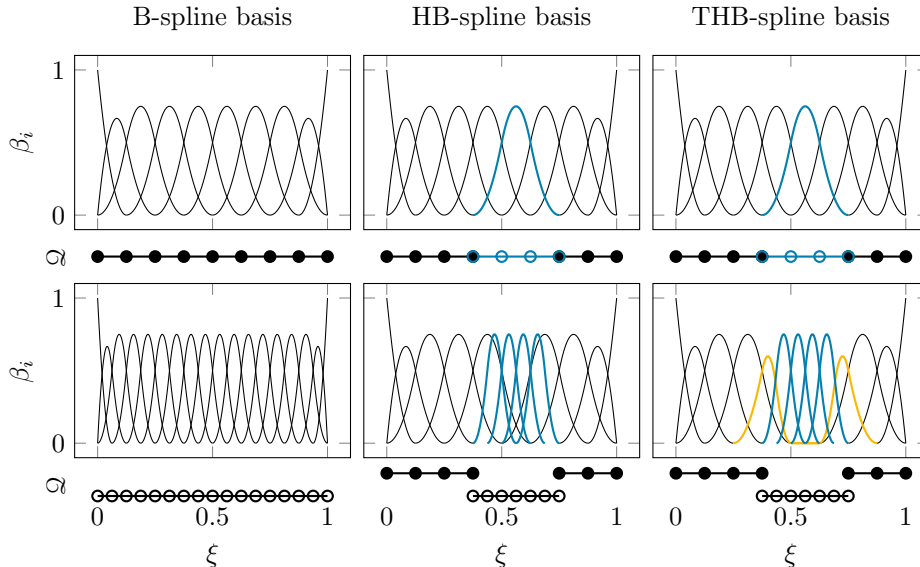 B-spline basis HB-spline basis THB-spline basis
1
β_i
0
𝒬
1
β_i
0
𝒬
0 0.5 1 0 0.5 1 0 0.5 1
ξ ξ ξ